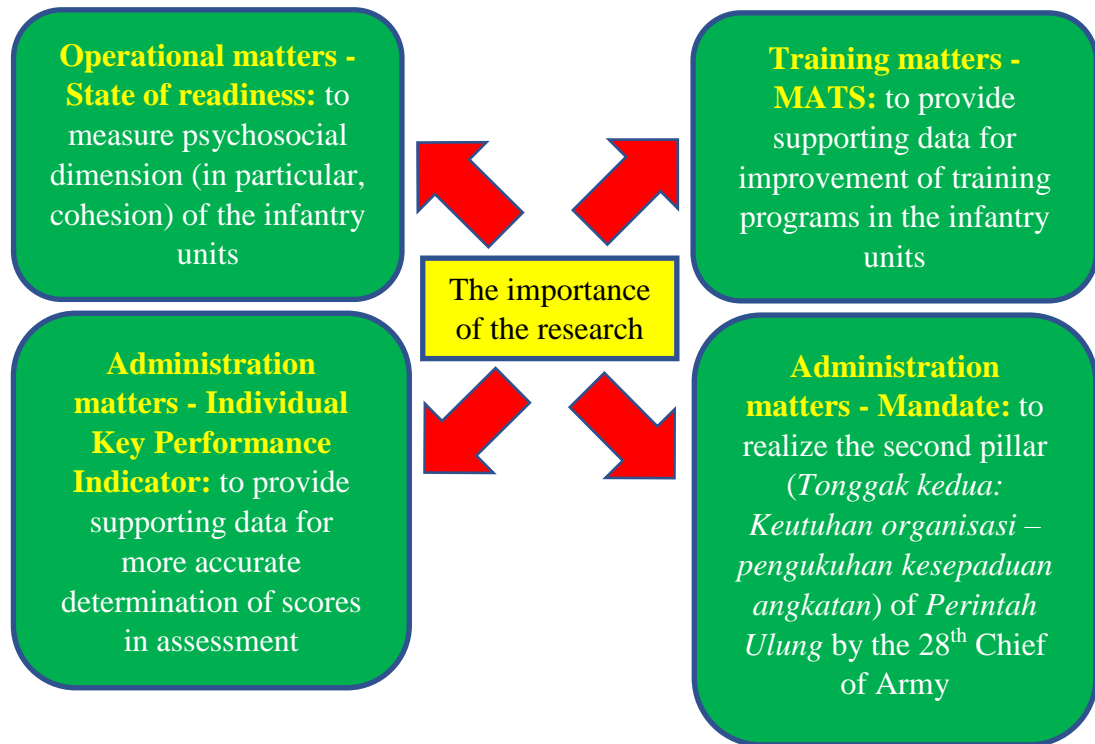 Operational matters -
State of readiness: to
measure psychosocial
dimension (in particular,
cohesion) of the infantry
units
Training matters -
MATS: to provide
supporting data for
improvement of training
programs in the infantry
units
The importance
of the research
Administration
matters - Individual
Key Performance
Indicator: to provide
supporting data for
more accurate
determination of scores
in assessment
Administration
matters - Mandate: to
realize the second pillar
(Tonggak kedua:
Keutuhan organisasi –
pengukuhan kesepaduan
angkatan) of Perintah
Ulung by the 28th Chief
of Army